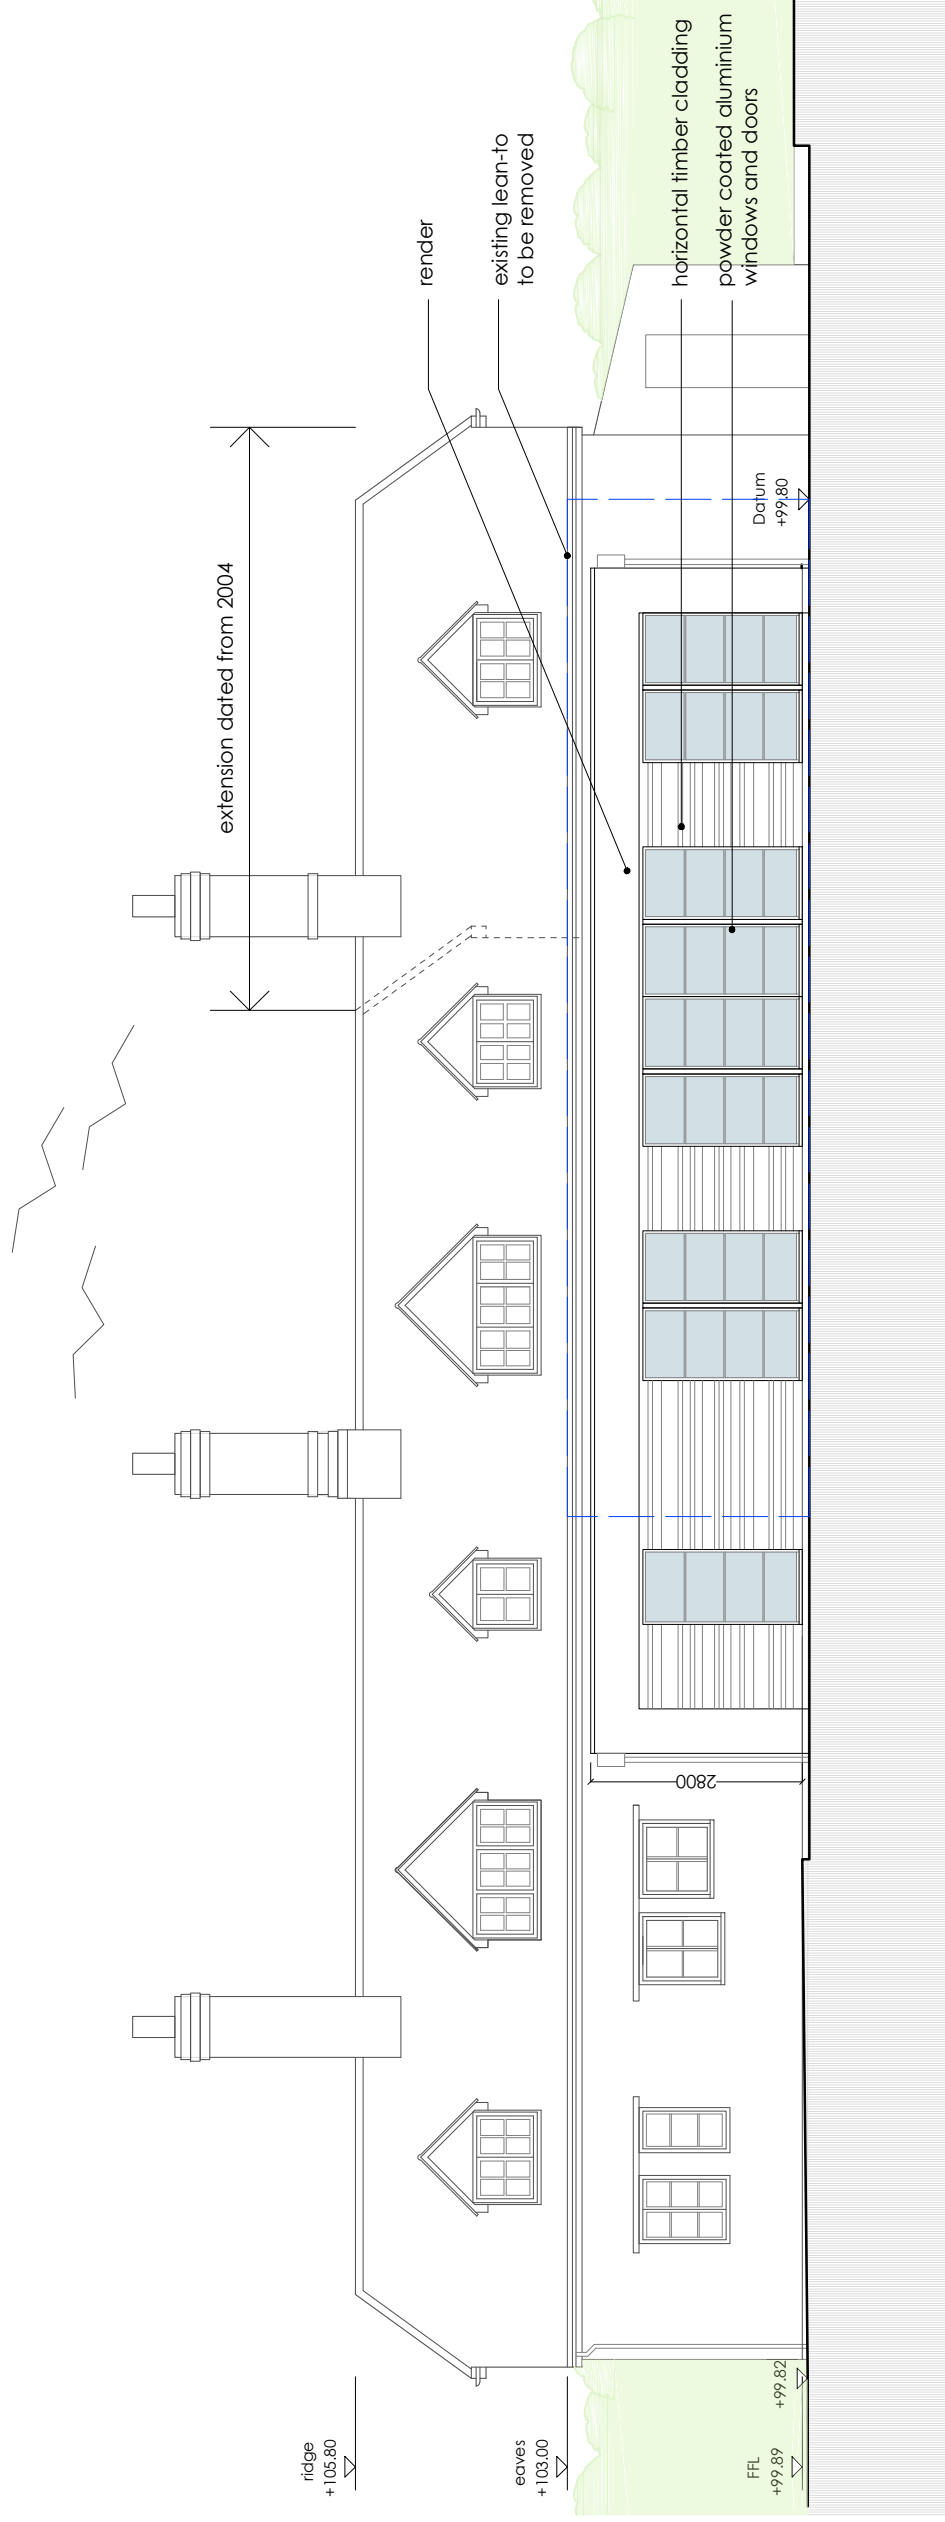 extension dated from 2004
render
existing lean-to
to be removed
horizontal timber cladding
powder coated aluminium
windows and doors
ridge
+105.80
eaves
+103.00
FFL
+99.89
+99.82
2800
Datum
+99.80